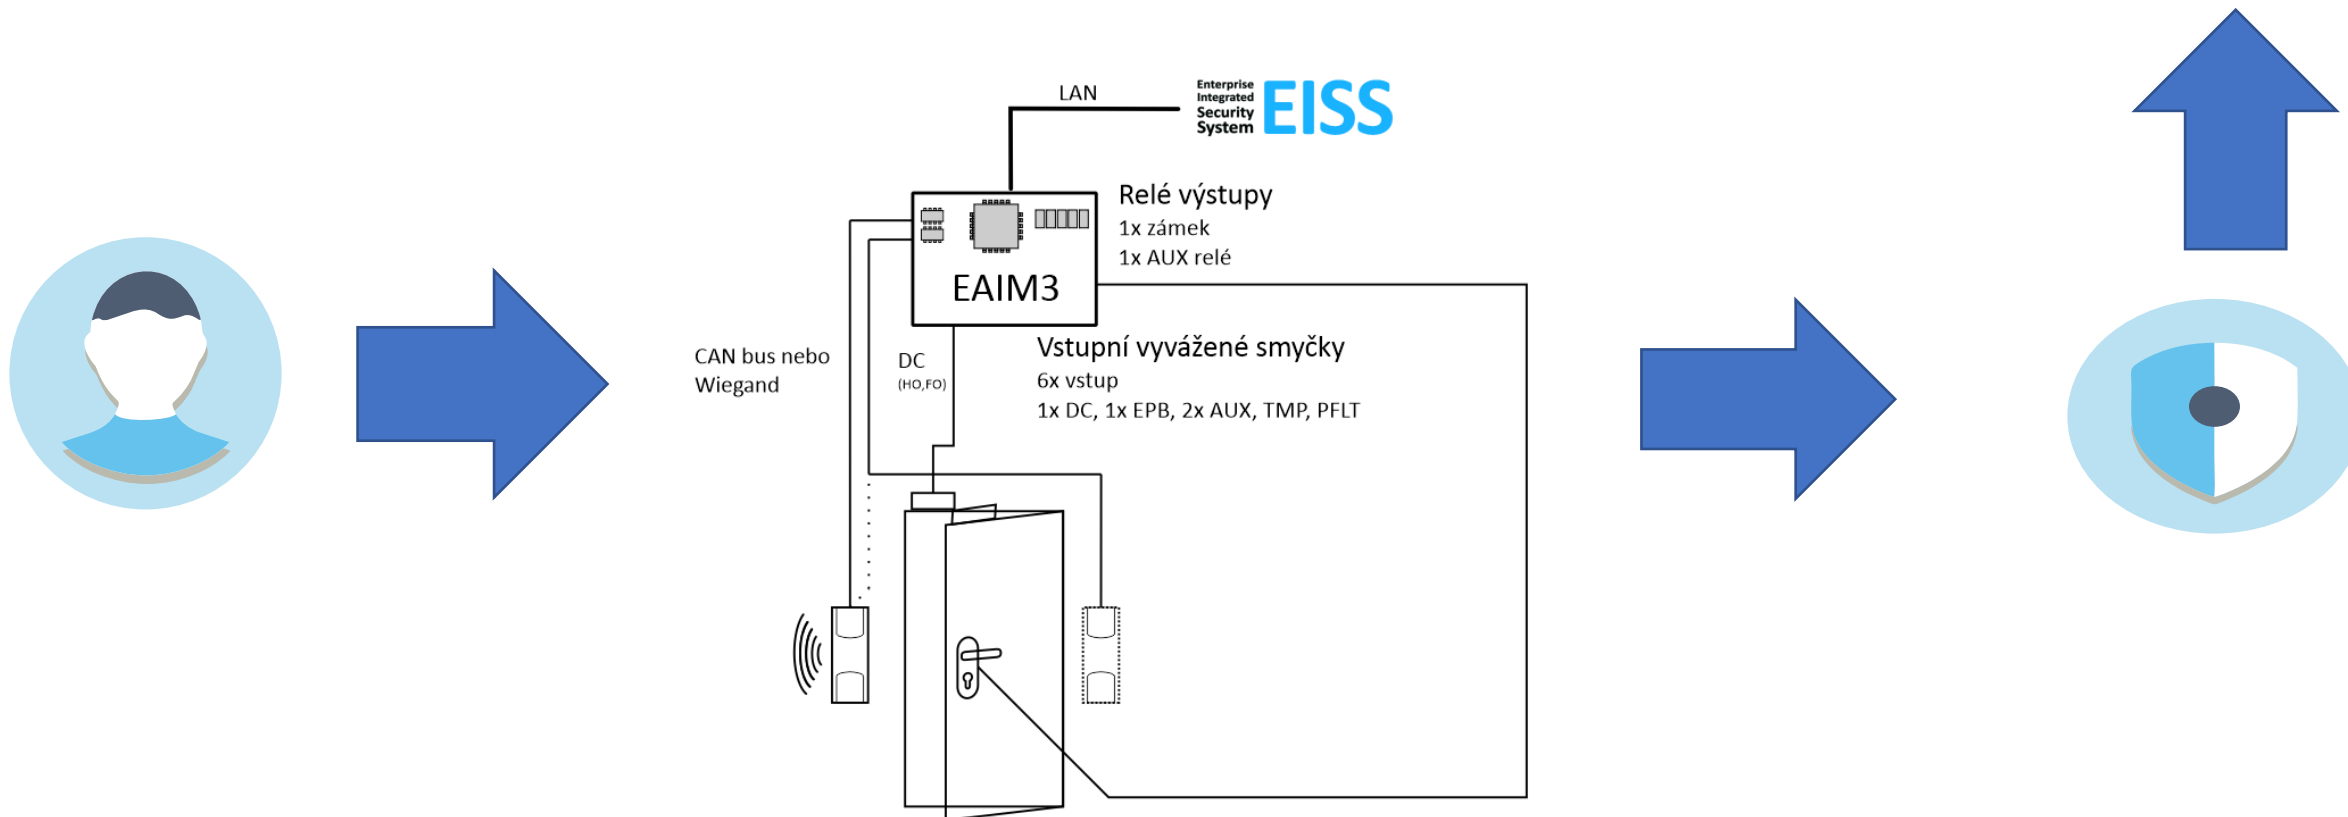 LAN
Enterprise
Integrated
Security
System
EISS
Relé výstupy
1x zámek
1x AUX relé
EAIM3
CAN bus nebo
Wiegand
DC
(HO,FO)
Vstupní vyvážené smyčky
6x vstup
1x DC, 1x EPB, 2x AUX, TMP, PFLT